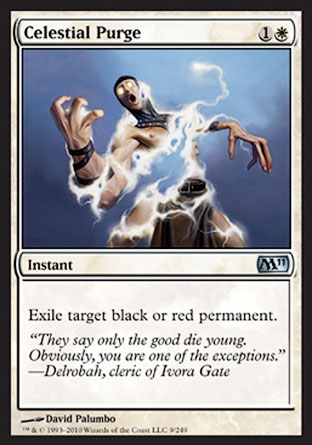 Celestial Purge 1
Instant M11
Exile target black or red permanent.
“They say only the good die young.
Obviously, you are one of the exceptions.”
—Delrobah, cleric of Ivora Gate
David Palumbo
™ & © 1993–2010 Wizards of the Coast LLC 9/249